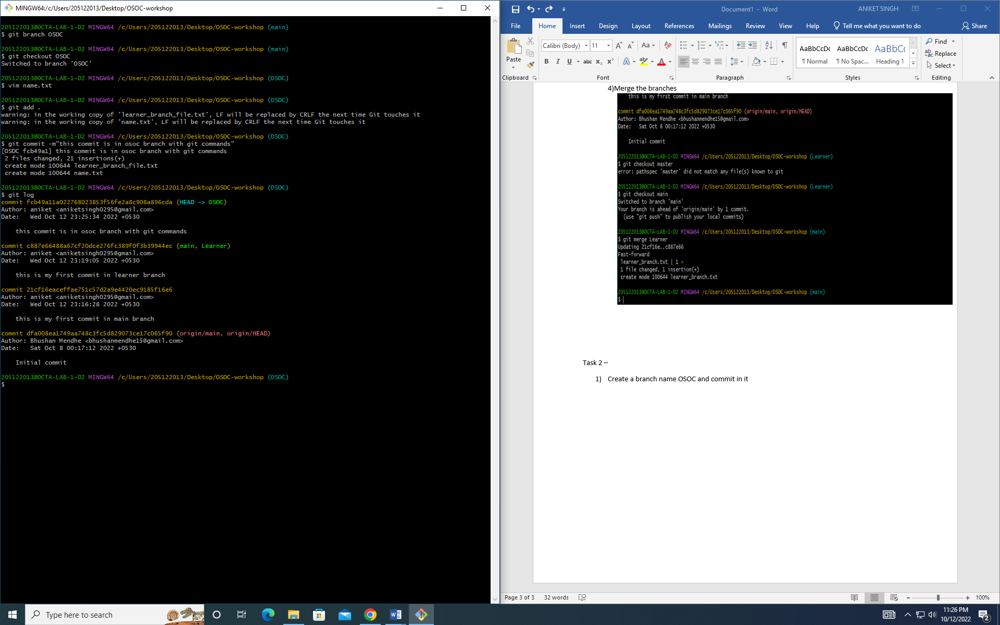 MINGW64:/c/Users/205122013/Desktop/OSOC-workshop
205122013@OCTA-LAB-1-D2 MINGW64 /c/Users/205122013/Desktop/OSOC-workshop (main)
$ git branch OSOC
205122013@OCTA-LAB-1-D2 MINGW64 /c/Users/205122013/Desktop/OSOC-workshop (main)
$ git checkout OSOC
Switched to branch 'OSOC'
205122013@OCTA-LAB-1-D2 MINGW64 /c/Users/205122013/Desktop/OSOC-workshop (OSOC)
$ vim name.txt
205122013@OCTA-LAB-1-D2 MINGW64 /c/Users/205122013/Desktop/OSOC-workshop (OSOC)
$ git add .
warning: in the working copy of 'learner_branch_file.txt', LF will be replaced by CRLF the next time Git touches it
warning: in the working copy of 'name.txt', LF will be replaced by CRLF the next time Git touches it
205122013@OCTA-LAB-1-D2 MINGW64 /c/Users/205122013/Desktop/OSOC-workshop (OSOC)
$ git commit -m"this commit is in osoc branch with git commands"
[OSOC fcb49a1] this commit is in osoc branch with git commands
2 files changed, 21 insertions(+)
create mode 100644 learner_branch_file.txt
create mode 100644 name.txt
205122013@OCTA-LAB-1-D2 MINGW64 /c/Users/205122013/Desktop/OSOC-workshop (OSOC)
$ git log
commit fcb49a11a022768023853f56fe2a8c908a896cda (HEAD -> OSOC)
Author: aniket <aniketsingh0295@gmail.com>
Date:   Wed Oct 12 23:25:34 2022 +0530
this commit is in osoc branch with git commands
commit c887e66488a67cf20dce276fc389f0f3b39944ec (main, Learner)
Author: aniket <aniketsingh0295@gmail.com>
Date:   Wed Oct 12 23:19:05 2022 +0530
this is my first commit in learner branch
commit 21cf16eaceffae751c57d2a9e4420ec9185f16e6
Author: aniket <aniketsingh0295@gmail.com>
Date:   Wed Oct 12 23:16:28 2022 +0530
this is my first commit in main branch
commit dfa008ea1749aa748c3fc5d829073ce17c065f90 (origin/main, origin/HEAD)
Author: Bhushan Mendhe <bhushanmendhe15@gmail.com>
Date:   Sat Oct 8 00:17:12 2022 +0530
Initial commit
205122013@OCTA-LAB-1-D2 MINGW64 /c/Users/205122013/Desktop/OSOC-workshop (OSOC)
$
Document1 - Word
ANIKET SINGH
File Home Insert Design Layout References Mailings Review View Help Tell me what you want to do Share
Paste
Calibri (Body) 11
Aa
B I U abc x₂ x² A aby A
AaBbCcDc AaBbCcDc AaBbCc
¶ Normal ¶ No Spac... Heading 1
Find
Replace
Select
Clipboard Font Paragraph Styles Editing
4)Merge the branches
this is my first commit in main branch
commit dfa008ea1749aa748c3fc5d829073ce17c065f90 (origin/main, origin/HEAD)
Author: Bhushan Mendhe <bhushanmendhe15@gmail.com>
Date:   Sat Oct 8 00:17:12 2022 +0530
Initial commit
205122013@OCTA-LAB-1-D2 MINGW64 /c/Users/205122013/Desktop/OSOC-workshop (Learner)
$ git checkout master
error: pathspec 'master' did not match any file(s) known to git
205122013@OCTA-LAB-1-D2 MINGW64 /c/Users/205122013/Desktop/OSOC-workshop (Learner)
$ git checkout main
Switched to branch 'main'
Your branch is ahead of 'origin/main' by 1 commit.
(use "git push" to publish your local commits)
205122013@OCTA-LAB-1-D2 MINGW64 /c/Users/205122013/Desktop/OSOC-workshop (main)
$ git merge Learner
Updating 21cf16e..c887e66
Fast-forward
learner_branch.txt | 1 +
1 file changed, 1 insertion(+)
create mode 100644 learner_branch.txt
205122013@OCTA-LAB-1-D2 MINGW64 /c/Users/205122013/Desktop/OSOC-workshop (main)
$
Task 2 –
1) Create a branch name OSOC and commit in it
Page 3 of 3 32 words
100%
Type here to search
11:26 PM
10/12/2022
2